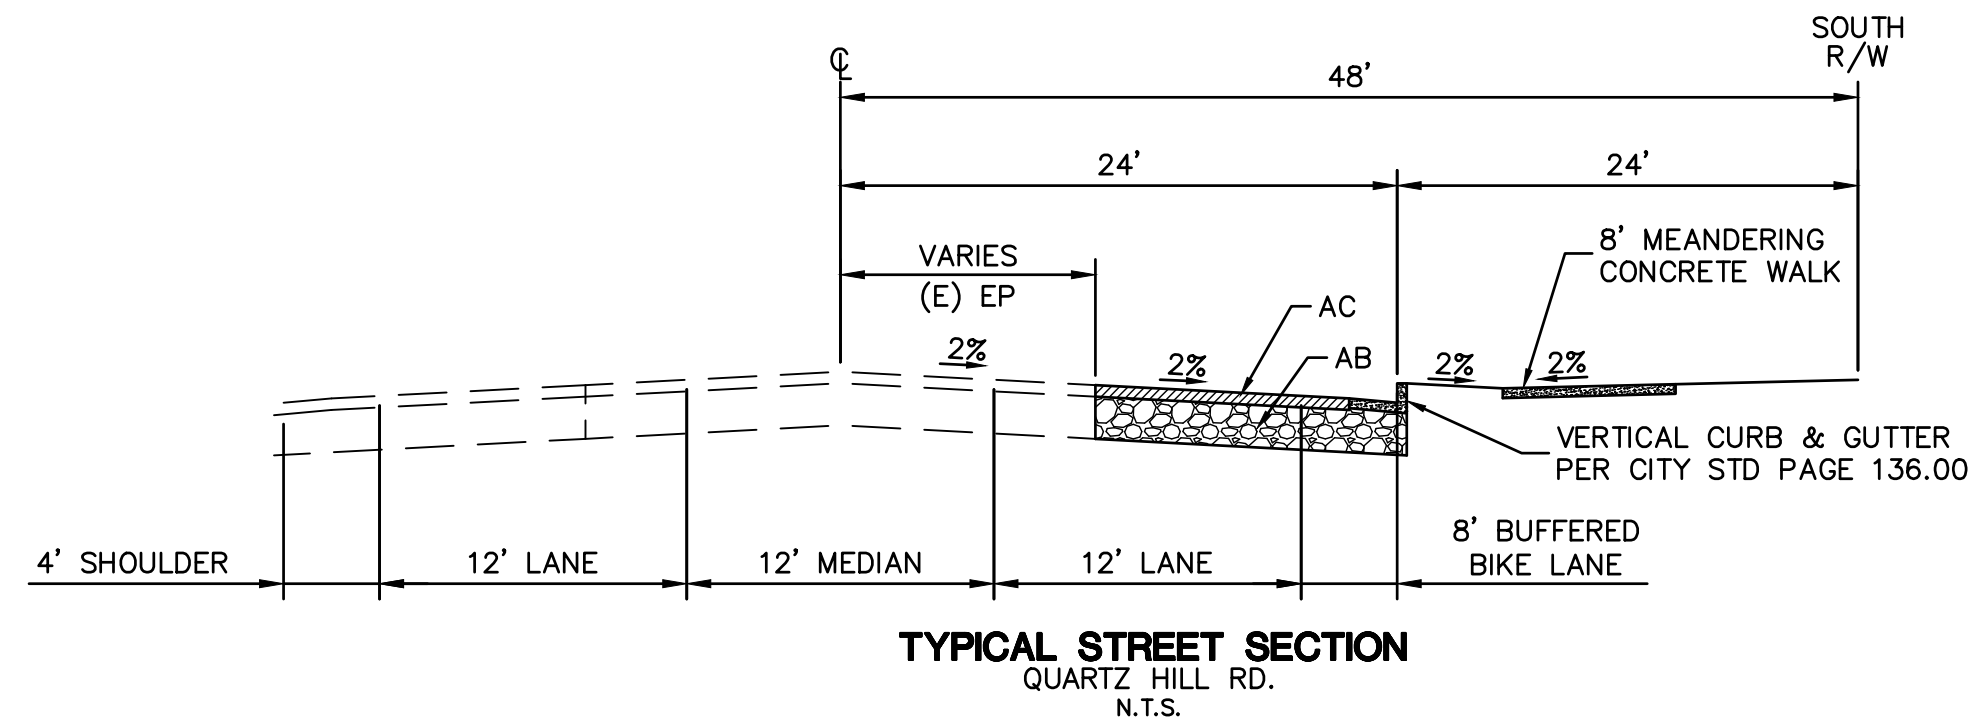 SOUTH
R/W
℄
48'
24'
24'
VARIES
(E) EP
8' MEANDERING
CONCRETE WALK
AC
AB
2%
2%
2%
2%
VERTICAL CURB & GUTTER
PER CITY STD PAGE 136.00
4' SHOULDER
12' LANE
12' MEDIAN
12' LANE
8' BUFFERED
BIKE LANE
TYPICAL STREET SECTION
QUARTZ HILL RD.
N.T.S.